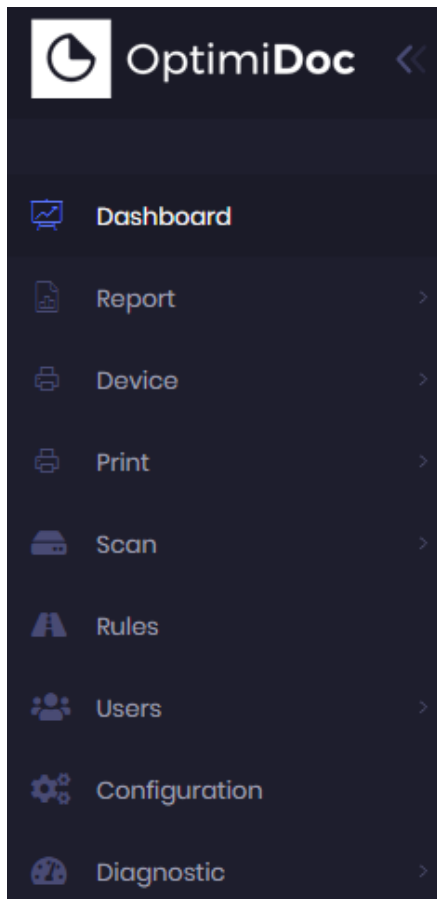 OptimiDoc
Dashboard
Report
Device
Print
Scan
Rules
Users
Configuration
Diagnostic